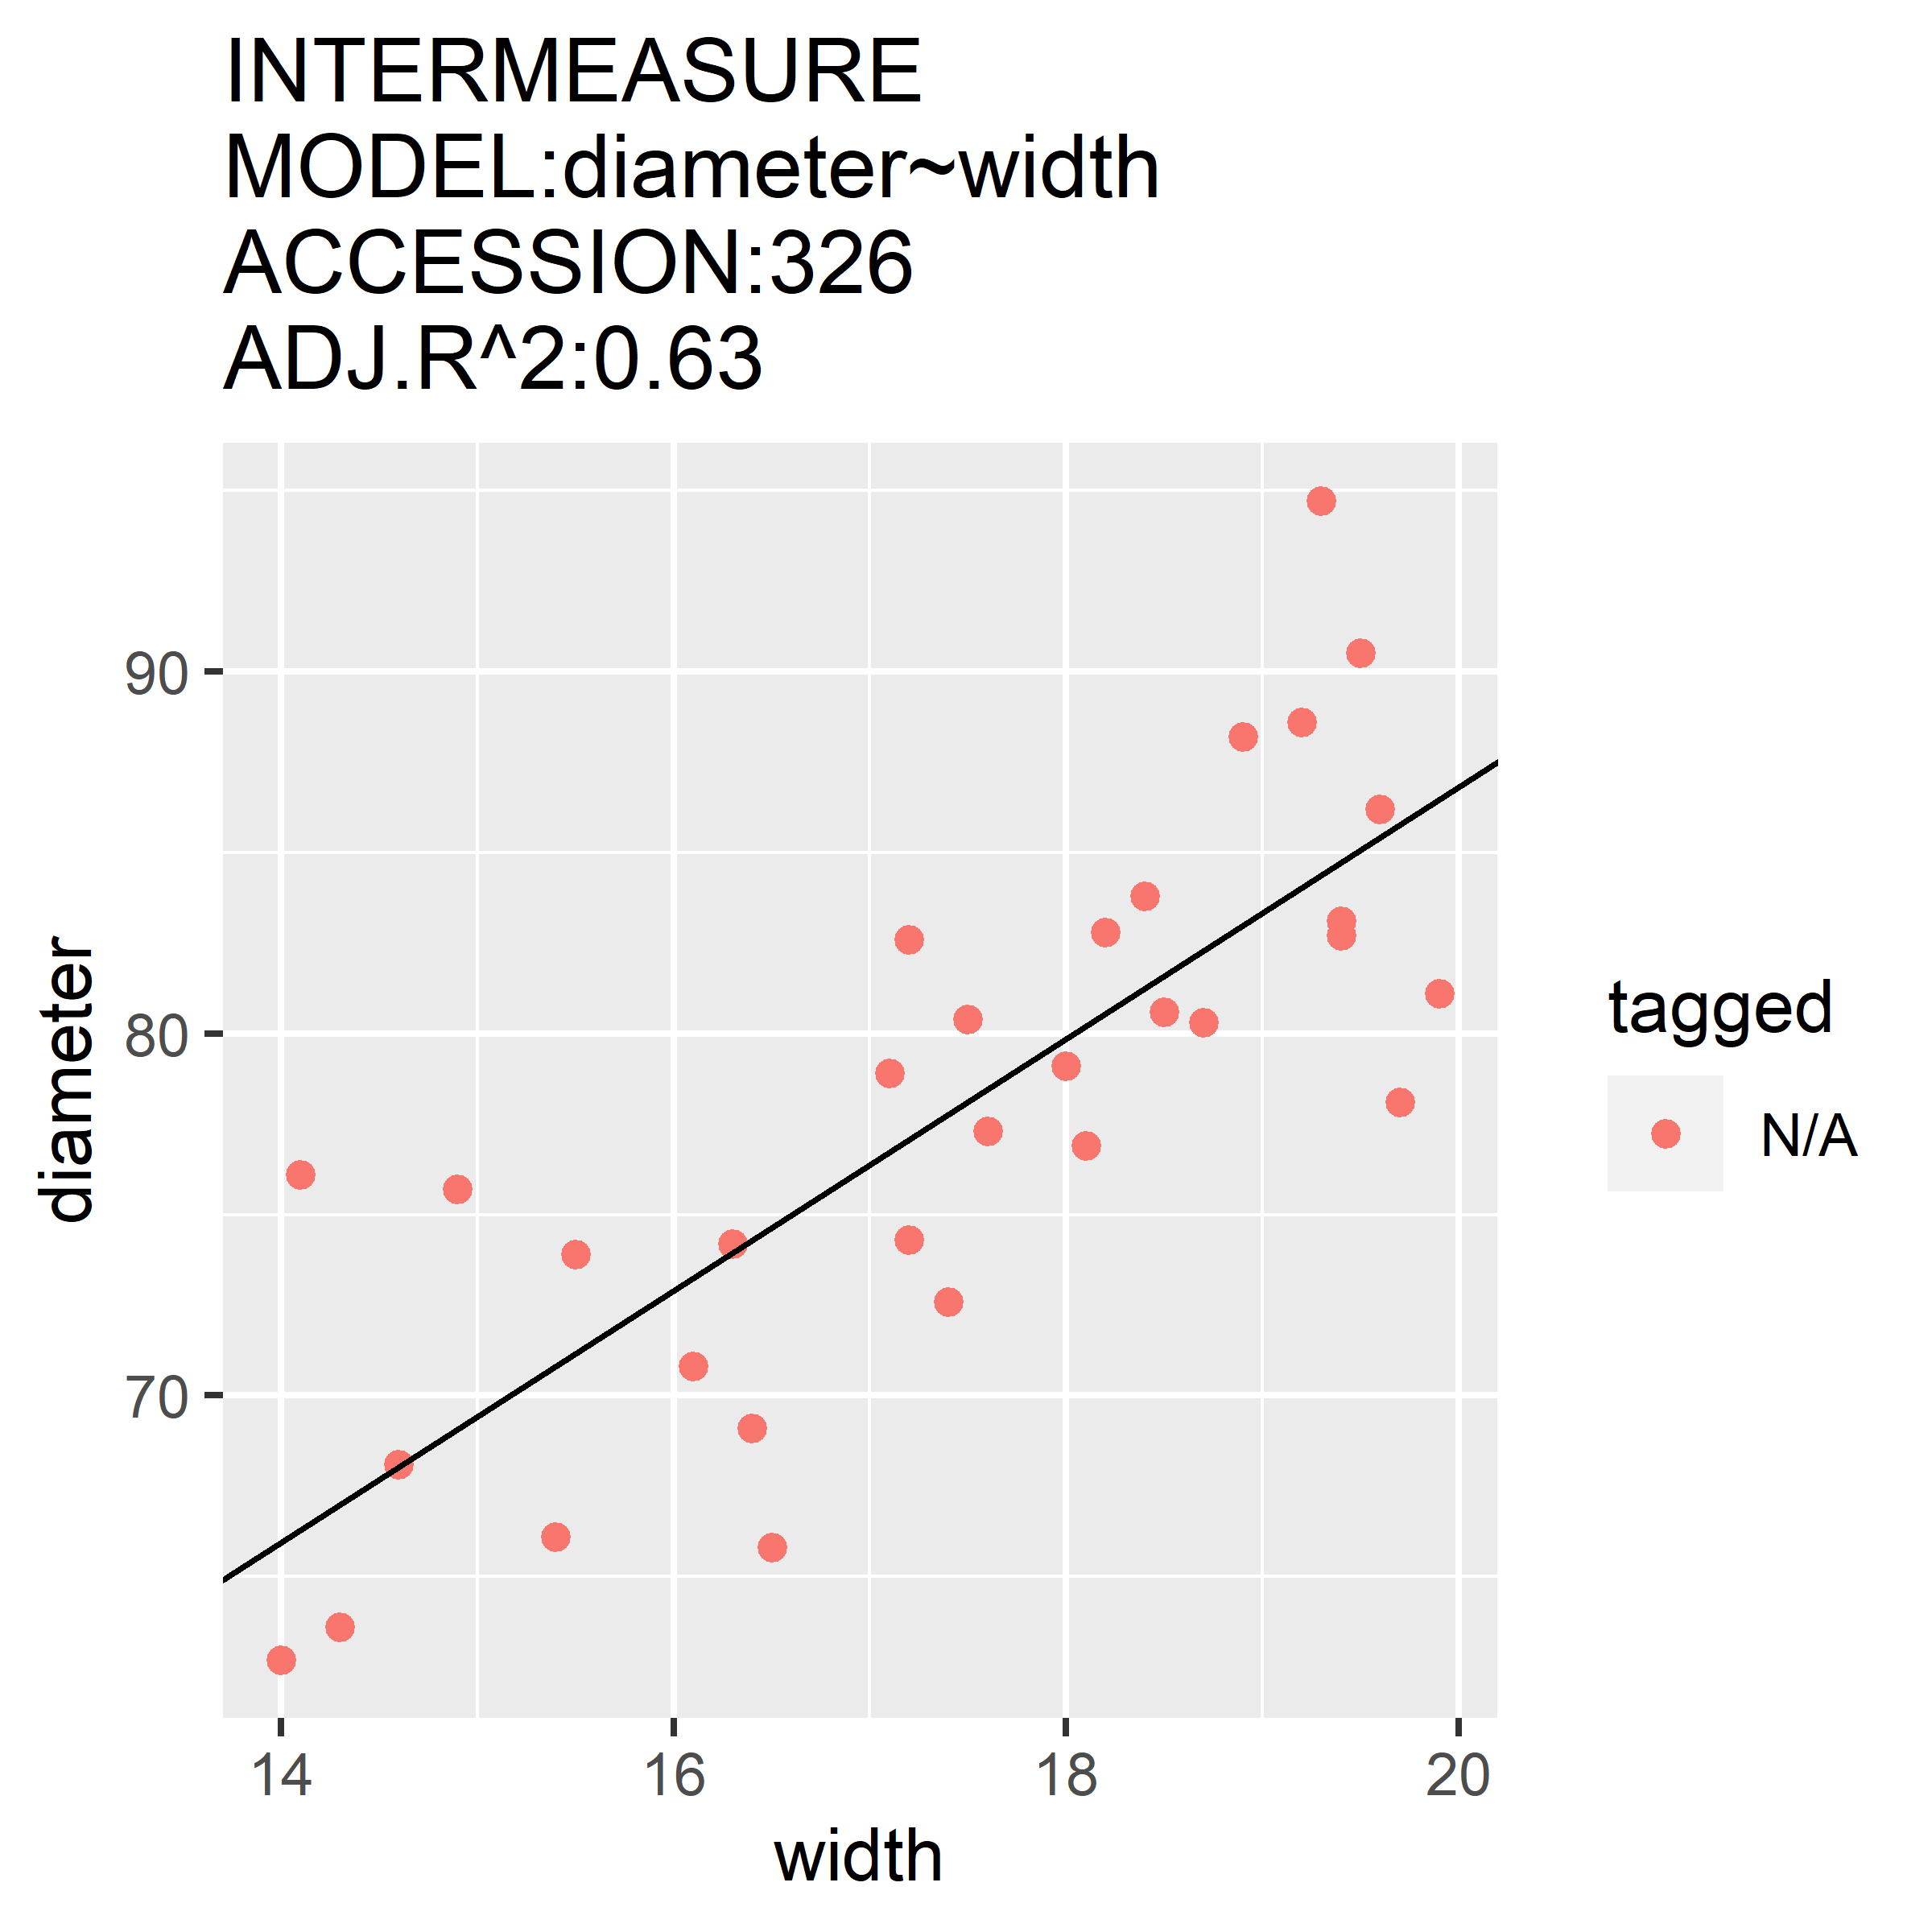 INTERMEASURE
MODEL:diameter~width
ACCESSION:326
ADJ.R^2:0.63
90
80
70
diameter
14 16 18 20
width
tagged
N/A